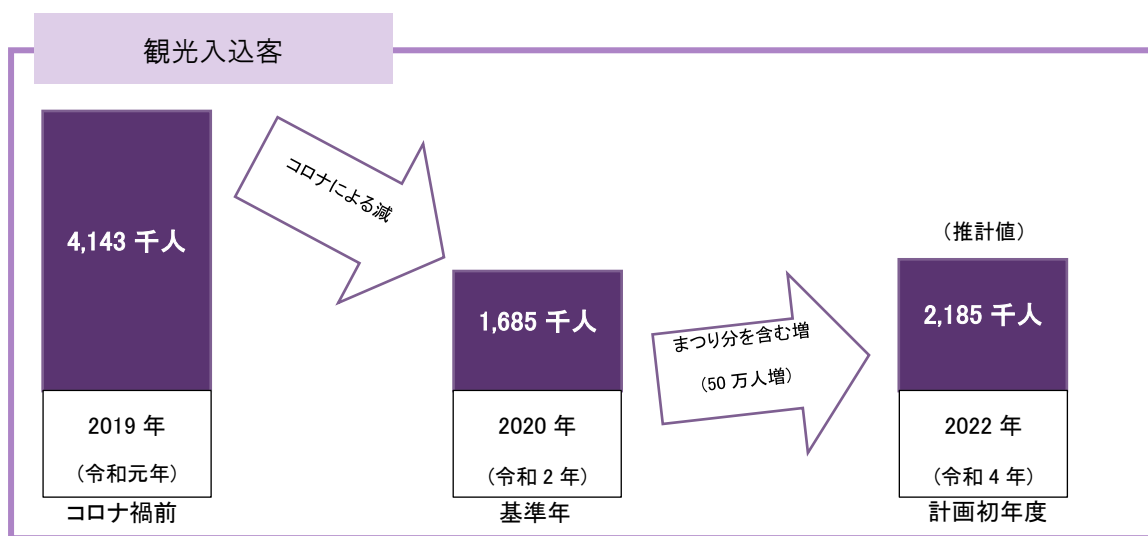 観光入込客
4,143 千人
2019 年
（令和元年）
コロナ禍前
コロナによる減
1,685 千人
2020 年
（令和 2 年）
基準年
まつり分を含む増
（50 万人増）
（推計値）
2,185 千人
2022 年
（令和 4 年）
計画初年度